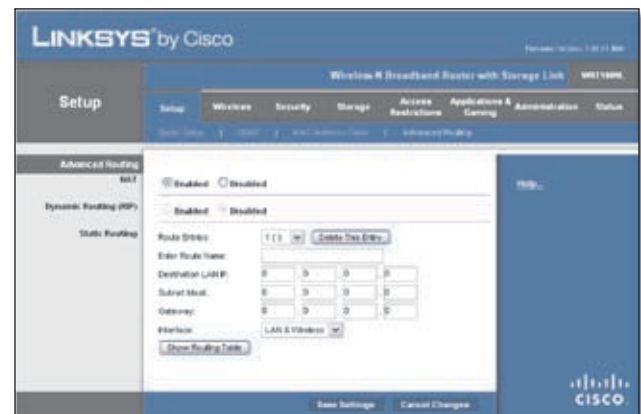 LINKSYS by Cisco
Wireless-N Broadband Router with Storage Link
Setup
Setup Wireless Security Storage Access Restrictions Applications & Gaming Administration Status
Advanced Routing
Advanced Routing
NAT
Enabled Disabled
Dynamic Routing (RIP)
Enabled Disabled
Static Routing
Route Entries: 1 ( ) Delete This Entry
Enter Route Name:
Destination LAN IP: 0 . 0 . 0 . 0
Subnet Mask: 0 . 0 . 0 . 0
Gateway: 0 . 0 . 0 . 0
Interface: LAN & Wireless
Show Routing Table
Help...
Save Settings Cancel Changes
CISCO